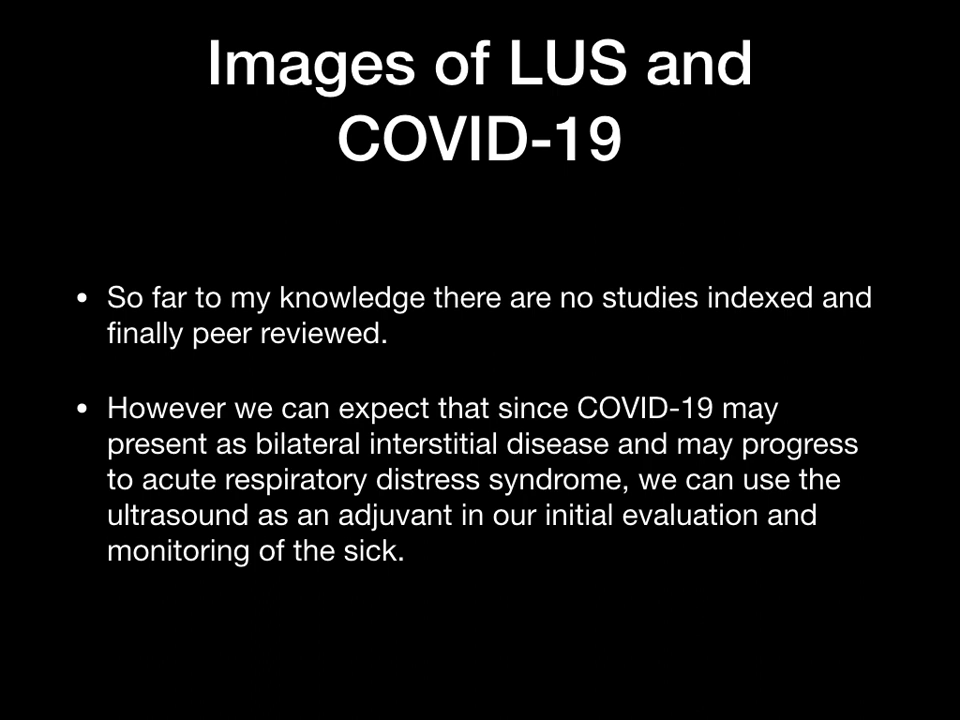 Images of LUS and
COVID-19
• So far to my knowledge there are no studies indexed and
finally peer reviewed.
• However we can expect that since COVID-19 may
present as bilateral interstitial disease and may progress
to acute respiratory distress syndrome, we can use the
ultrasound as an adjuvant in our initial evaluation and
monitoring of the sick.